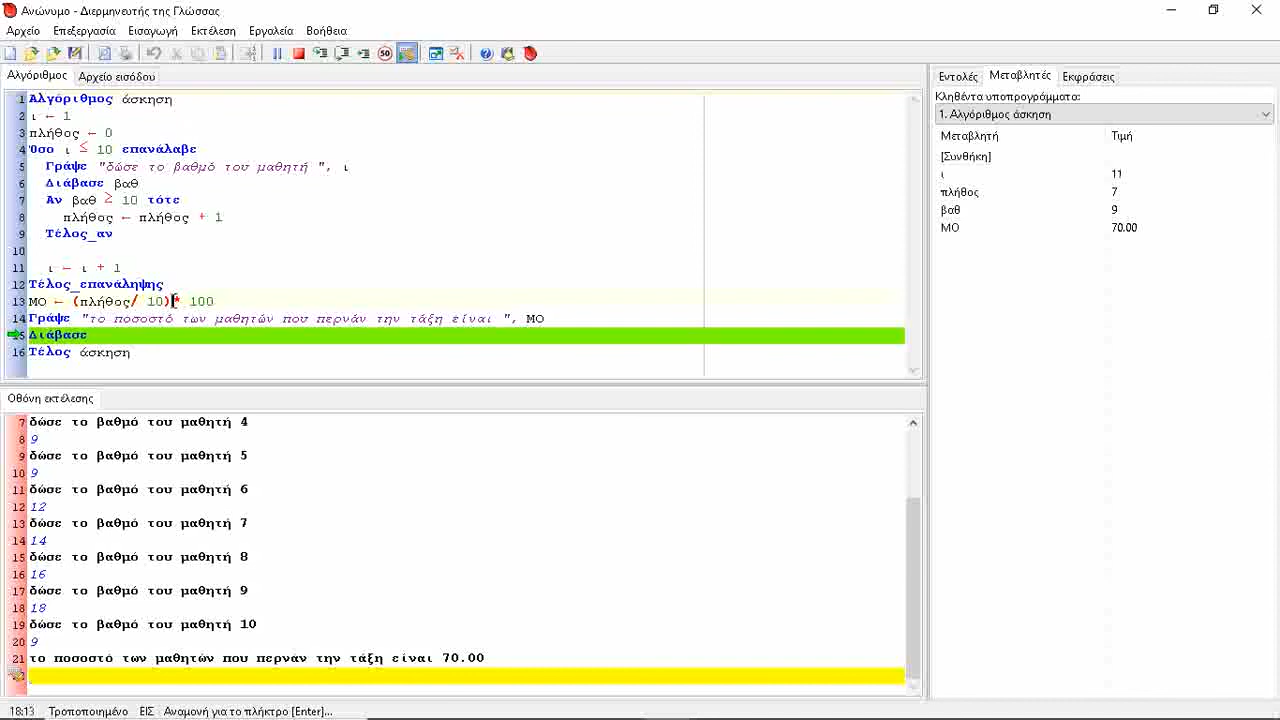 Ανώνυμο - Διερμηνευτής της Γλώσσας
Αρχείο Επεξεργασία Εισαγωγή Εκτέλεση Εργαλεία Βοήθεια
50
Αλγόριθμος Αρχείο εισόδου
1 Αλγόριθμος άσκηση
2 ι ← 1
3 πλήθος ← 0
4 Όσο ι ≤ 10 επανάλαβε
5 Γράψε "δώσε το βαθμό του μαθητή ", ι
6 Διάβασε βαθ
7 Αν βαθ ≥ 10 τότε
8 πλήθος ← πλήθος + 1
9 Τέλος_αν
10
11 ι ← ι + 1
12 Τέλος_επανάληψης
13 ΜΟ ← (πλήθος/ 10)* 100
14 Γράψε "το ποσοστό των μαθητών που περνάν την τάξη είναι ", ΜΟ
15 Διάβασε
16 Τέλος άσκηση
Οθόνη εκτέλεσης
7 δώσε το βαθμό του μαθητή 4
8 9
9 δώσε το βαθμό του μαθητή 5
10 9
11 δώσε το βαθμό του μαθητή 6
12 12
13 δώσε το βαθμό του μαθητή 7
14 14
15 δώσε το βαθμό του μαθητή 8
16 16
17 δώσε το βαθμό του μαθητή 9
18 18
19 δώσε το βαθμό του μαθητή 10
20 9
21 το ποσοστό των μαθητών που περνάν την τάξη είναι 70.00
Εντολές Μεταβλητές Εκφράσεις
Κληθέντα υποπρογράμματα:
1. Αλγόριθμος άσκηση
Μεταβλητή Τιμή
[Συνθήκη]
ι 11
πλήθος 7
βαθ 9
ΜΟ 70.00
18:13 Τροποποιημένο ΕΙΣ Αναμονή για το πλήκτρο [Enter]...